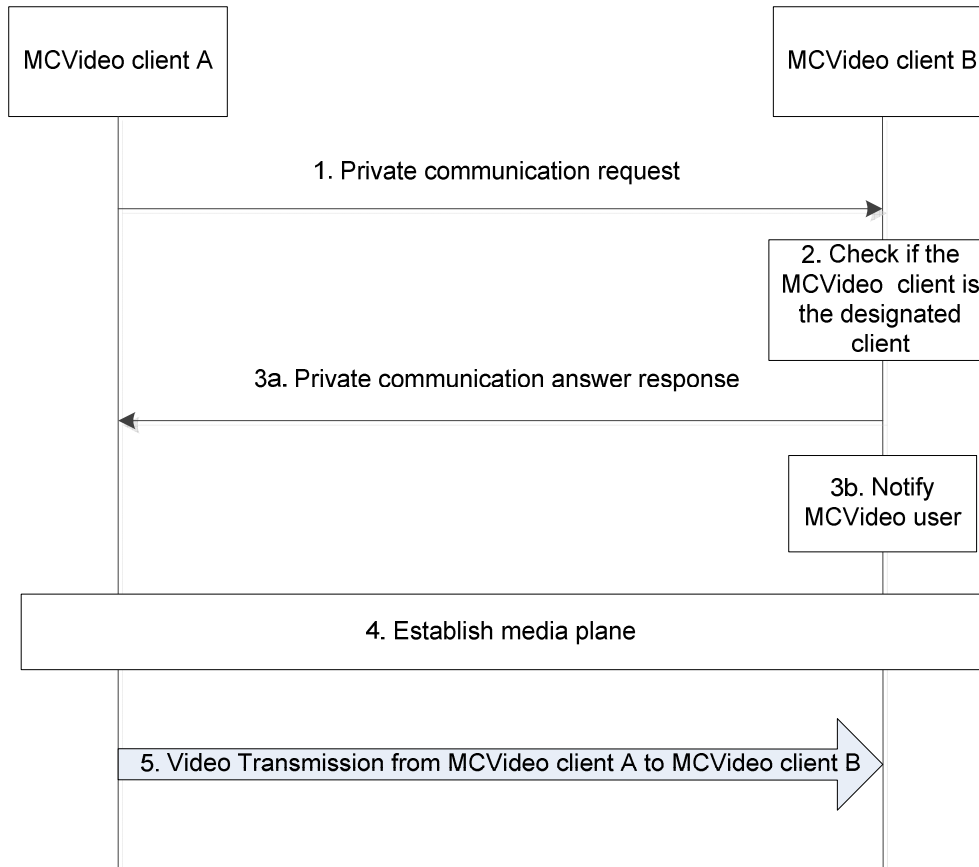 MCVideo client A
MCVideo client B
1. Private communication request
2. Check if the
MCVideo client is
the designated
client
3a. Private communication answer response
3b. Notify
MCVideo user
4. Establish media plane
5. Video Transmission from MCVideo client A to MCVideo client B